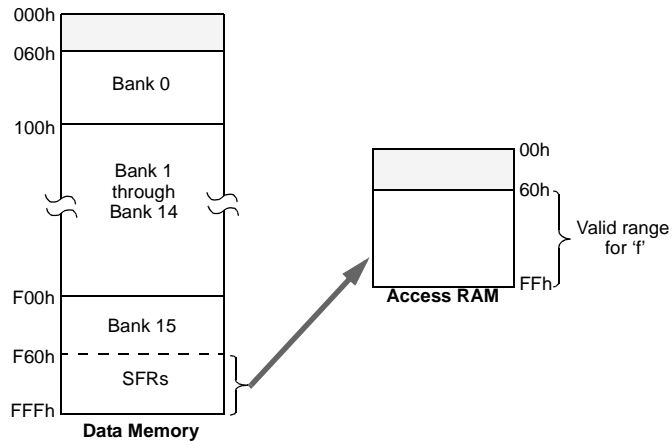 000h
060h
Bank 0
100h
Bank 1
through
Bank 14
F00h
Bank 15
F60h
SFRs
FFFh
Data Memory
00h
60h
Valid range
for ‘f’
FFh
Access RAM